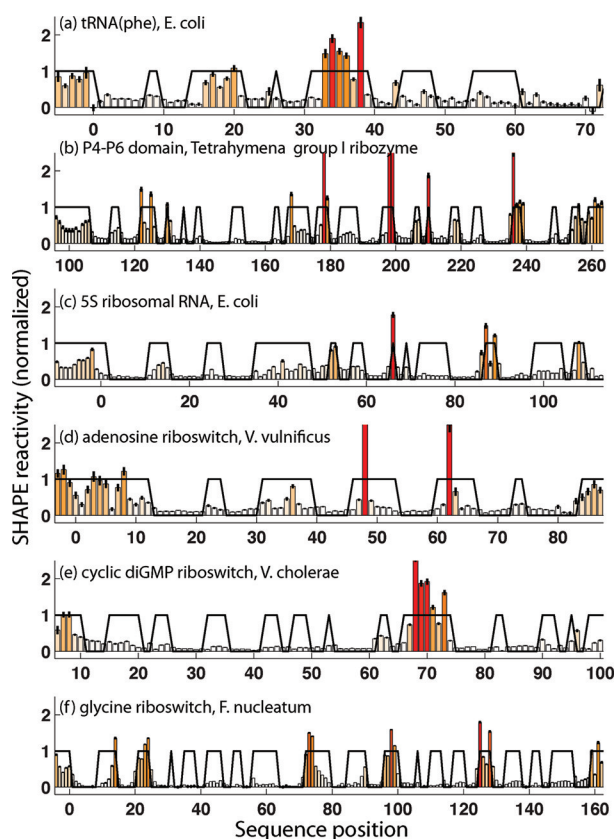 SHAPE reactivity (normalized)
(a) tRNA(phe), E. coli
2
1
0
0 10 20 30 40 50 60 70
(b) P4-P6 domain, Tetrahymena group I ribozyme
2
1
0
100 120 140 160 180 200 220 240 260
(c) 5S ribosomal RNA, E. coli
2
1
0
0 20 40 60 80 100
(d) adenosine riboswitch, V. vulnificus
2
1
0
0 10 20 30 40 50 60 70 80
(e) cyclic diGMP riboswitch, V. cholerae
2
1
0
10 20 30 40 50 60 70 80 90 100
(f) glycine riboswitch, F. nucleatum
2
1
0
0 20 40 60 80 100 120 140 160
Sequence position